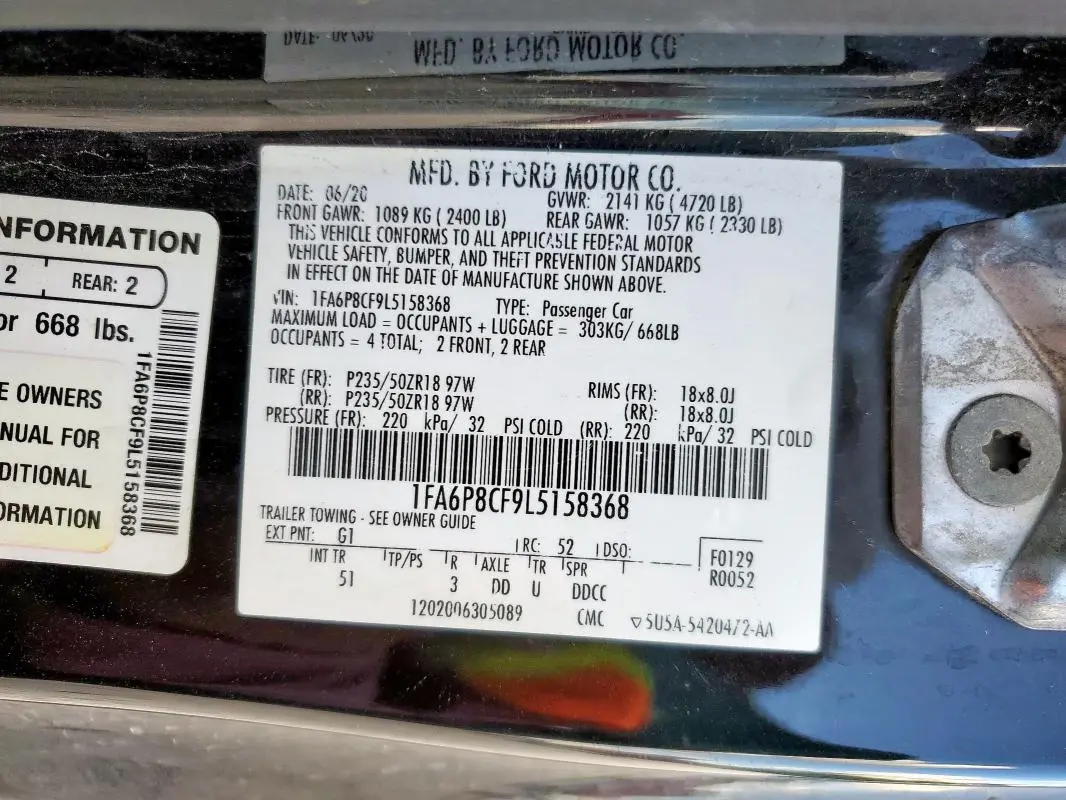 MFD. BY FORD MOTOR CO.
DATE: 06/20
MFD. BY FORD MOTOR CO.
DATE: 06/20
GVWR: 2141 KG ( 4720 LB)
FRONT GAWR: 1089 KG ( 2400 LB)
REAR GAWR: 1057 KG ( 2330 LB)
THIS VEHICLE CONFORMS TO ALL APPLICABLE FEDERAL MOTOR
VEHICLE SAFETY, BUMPER, AND THEFT PREVENTION STANDARDS
IN EFFECT ON THE DATE OF MANUFACTURE SHOWN ABOVE.
VIN: 1FA6P8CF9L5158368 TYPE: Passenger Car
MAXIMUM LOAD = OCCUPANTS + LUGGAGE = 303KG/ 668LB
OCCUPANTS = 4 TOTAL; 2 FRONT, 2 REAR
TIRE (FR): P235/50ZR18 97W RIMS (FR): 18x8.0J
(RR): P235/50ZR18 97W (RR): 18x8.0J
PRESSURE (FR): 220 kPa/ 32 PSI COLD (RR): 220 kPa/ 32 PSI COLD
1FA6P8CF9L5158368
TRAILER TOWING - SEE OWNER GUIDE
EXT PNT: G1 RC: 52 DSO:
F0129
R0052
INT TR TP/PS R AXLE TR SPR
51 3 DD U DDCC
1202006305089 CMC 5U5A-5420472-AA
NFORMATION
2 REAR: 2
or 668 lbs.
E OWNERS
NUAL FOR
DITIONAL
ORMATION
1FA6P8CF9L5158368